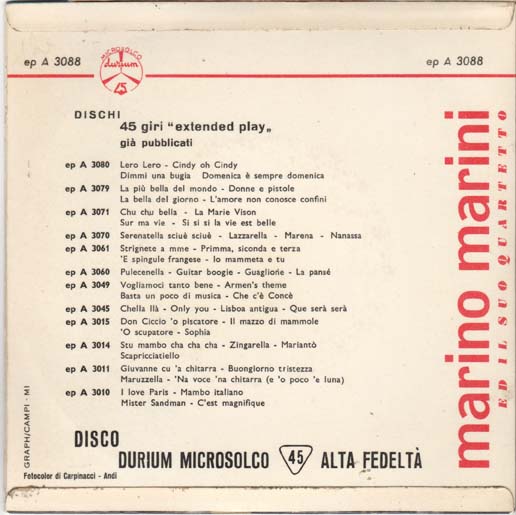 ep A 3088
MICROSOLCO
durium
45
ep A 3088
DISCHI
45 giri “extended play„
già pubblicati
ep A 3080 Lero Lero - Cindy oh Cindy
Dimmi una bugia Domenica è sempre domenica
ep A 3079 La più bella del mondo - Donne e pistole
La bella del giorno - L'amore non conosce confini
ep A 3071 Chu chu bella - La Marie Vison
Sur ma vie - Si si si la vie est belle
ep A 3070 Serenatella sciuè sciuè - Lazzarella - Marena - Nanassa
ep A 3061 Strignete a mme - Primma, siconda e terza
'E spingule frangese - Io mammeta e tu
ep A 3060 Pulecenella - Guitar boogie - Guaglione - La pansé
ep A 3049 Vogliamoci tanto bene - Armen's theme
Basta un poco di musica - Che c'è Concè
ep A 3045 Chella llà - Only you - Lisboa antigua - Que serà serà
ep A 3015 Don Ciccio 'o piscatore - Il mazzo di mammole
'O scupatore - Sophia
ep A 3014 Stu mambo cha cha cha - Zingarella - Mariantò
Scapricciatiello
ep A 3011 Giuvanne cu 'a chitarra - Buongiorno tristezza
Maruzzella - 'Na voce 'na chitarra (e 'o poco 'e luna)
ep A 3010 I love Paris - Mambo italiano
Mister Sandman - C'est magnifique
DISCO
DURIUM MICROSOLCO 45 ALTA FEDELTÀ
GRAPH/CAMPI - MI
Fotocolor di Carpinacci - Andi
marino marini
ED IL SUO QUARTETTO